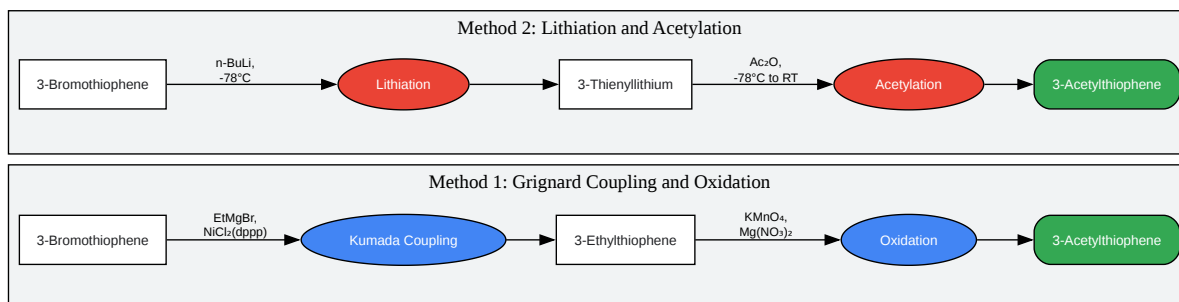 Method 2: Lithiation and Acetylation
3-Bromothiophene
n-BuLi,
-78°C
Lithiation
3-Thienyllithium
Ac₂O,
-78°C to RT
Acetylation
3-Acetylthiophene
Method 1: Grignard Coupling and Oxidation
3-Bromothiophene
EtMgBr,
NiCl₂(dppp)
Kumada Coupling
3-Ethylthiophene
KMnO₄,
Mg(NO₃)₂
Oxidation
3-Acetylthiophene